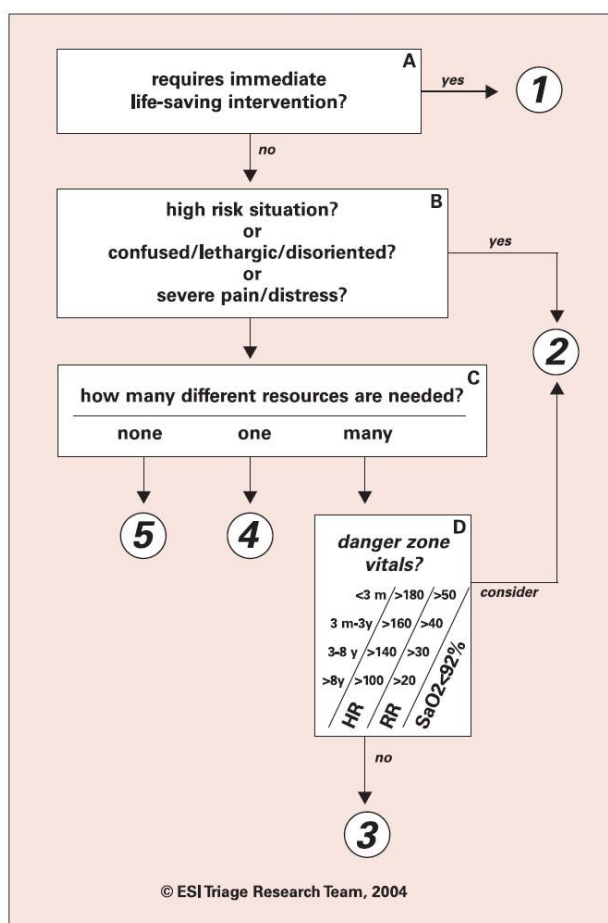 A
requires immediate
life-saving intervention?
yes
1
no
B
high risk situation?
or
confused/lethargic/disoriented?
or
severe pain/distress?
yes
2
C
how many different resources are needed?
none one many
5 4
D
danger zone
vitals?
consider
<3 m >180 >50
3 m-3y >160 >40
3-8 y >140 >30
>8y >100 >20
HR RR SaO2<92%
no
3
© ESI Triage Research Team, 2004